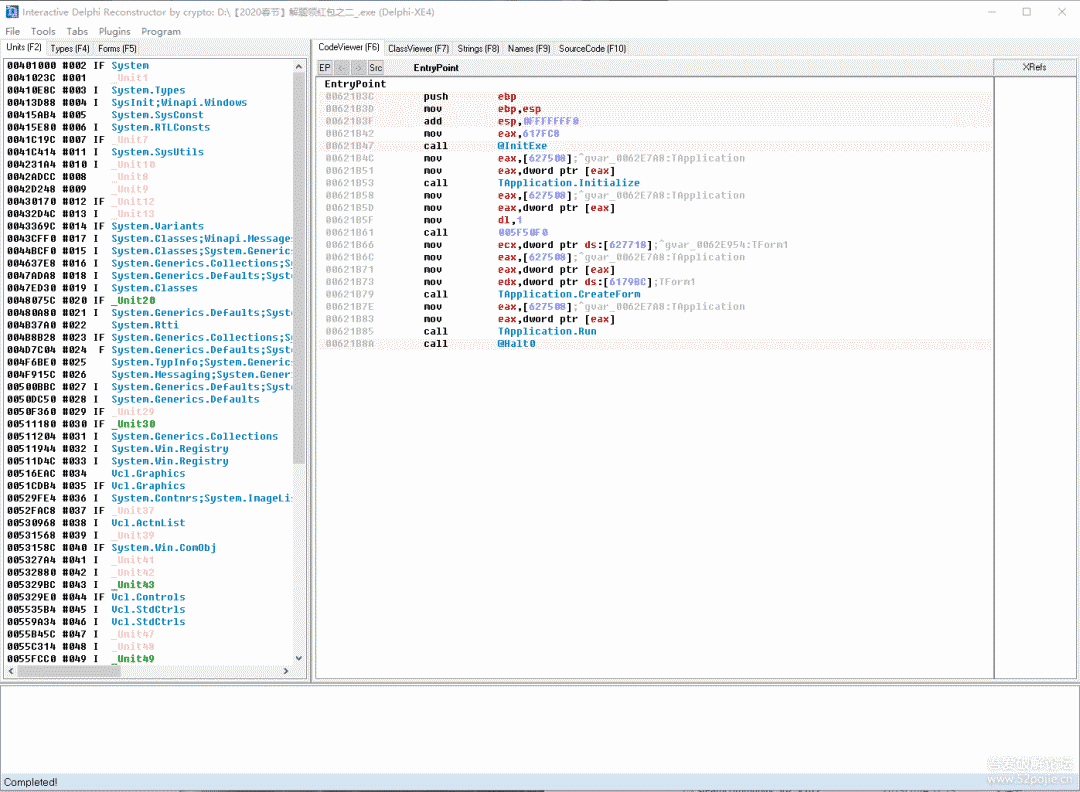 Interactive Delphi Reconstructor by crypto: D:\【2020春节】解题领红包之二_.exe (Delphi-XE4)
File Tools Tabs Plugins Program
Units (F2) Types (F4) Forms (F5)
00401000 #002 IF System
0041023C #001 _Unit1
00410E8C #003 I System.Types
00413D88 #004 I SysInit;Winapi.Windows
00415AB4 #005 System.SysConst
00415E80 #006 I System.RTLConsts
0041C19C #007 IF _Unit7
0041C414 #011 I System.SysUtils
004231A4 #010 I _Unit10
0042ADCC #008 _Unit8
0042D248 #009 _Unit9
00430170 #012 IF _Unit12
00432D4C #013 I _Unit13
0043369C #014 IF System.Variants
0043CFF0 #017 I System.Classes;Winapi.Message
0044BCF0 #015 I System.Classes;System.Generic
004637E8 #016 I System.Generics.Collections;S
0047ADA8 #018 I System.Generics.Defaults;Syst
0047ED30 #019 I System.Classes
0048075C #020 IF _Unit20
00480A80 #021 I System.Generics.Defaults;Syst
004B37A0 #022 System.Rtti
004B8B28 #023 IF System.Generics.Collections;S
004D7C04 #024 F System.Generics.Defaults;Syst
004F6BE0 #025 System.TypInfo;System.Generic
004F915C #026 System.Messaging;System.Gener
00500BBC #027 I System.Generics.Defaults;Syst
0050DC50 #028 I System.Generics.Defaults
0050F360 #029 IF _Unit29
00511180 #030 IF _Unit30
00511204 #031 I System.Generics.Collections
00511944 #032 I System.Win.Registry
00511D4C #033 I System.Win.Registry
00516EAC #034 Vcl.Graphics
0051CDB4 #035 IF Vcl.Graphics
00529FE4 #036 I System.Contnrs;System.ImageLi
0052FAC8 #037 IF _Unit37
00530968 #038 I Vcl.ActnList
00531568 #039 I _Unit39
0053158C #040 IF System.Win.ComObj
005327A4 #041 I _Unit41
00532880 #042 I _Unit42
005329BC #043 I _Unit43
005329E0 #044 IF Vcl.Controls
005535B4 #045 I Vcl.StdCtrls
00559A34 #046 I Vcl.StdCtrls
0055B45C #047 I _Unit47
0055C314 #048 I _Unit48
0055FCC0 #049 I _Unit49
CodeViewer (F6) ClassViewer (F7) Strings (F8) Names (F9) SourceCode (F10)
EP <- -> Src EntryPoint
XRefs
EntryPoint
00621B3C push ebp
00621B3D mov ebp,esp
00621B3F add esp,0FFFFFFF0
00621B42 mov eax,617FC8
00621B47 call @InitExe
00621B4C mov eax,[627508];^gvar_0062E7A8:TApplication
00621B51 mov eax,dword ptr [eax]
00621B53 call TApplication.Initialize
00621B58 mov eax,[627508];^gvar_0062E7A8:TApplication
00621B5D mov eax,dword ptr [eax]
00621B5F mov dl,1
00621B61 call 005F50F0
00621B66 mov ecx,dword ptr ds:[627718];^gvar_0062E954:TForm1
00621B6C mov eax,[627508];^gvar_0062E7A8:TApplication
00621B71 mov eax,dword ptr [eax]
00621B73 mov edx,dword ptr ds:[6179BC];TForm1
00621B79 call TApplication.CreateForm
00621B7E mov eax,[627508];^gvar_0062E7A8:TApplication
00621B83 mov eax,dword ptr [eax]
00621B85 call TApplication.Run
00621B8A call @Halt0
Completed!
吾爱破解论坛
www.52pojie.cn